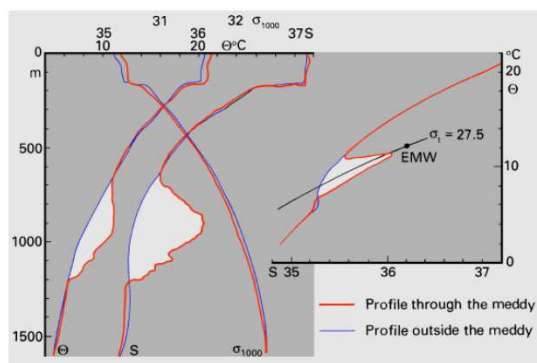 31 32 σ1000
35 36 37 S
10 20 Θ°C
0
m
500
1000
1500
Θ S σ1000
°C
20
Θ
10
0
σt = 27.5
EMW
S 35 36 37
Profile through the meddy
Profile outside the meddy